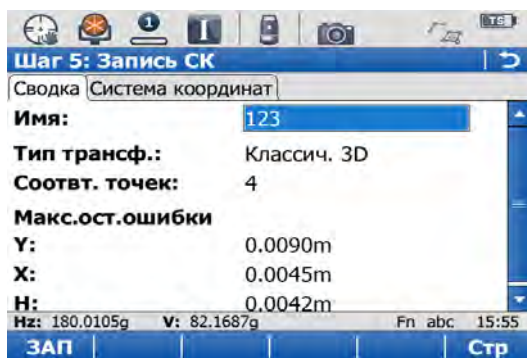 1 I TS
Шаг 5: Запись СК
Сводка Система координат
Имя: 123
Тип трансф.: Классич. 3D
Соотвт. точек: 4
Макс.ост.ошибки
Y: 0.0090m
X: 0.0045m
H: 0.0042m
Hz: 180.0105g V: 82.1687g Fn abc 15:55
ЗАП Стр